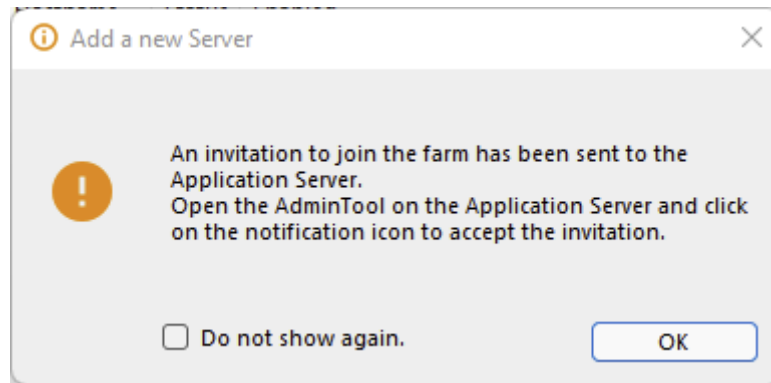 Add a new Server
An invitation to join the farm has been sent to the
Application Server.
Open the AdminTool on the Application Server and click
on the notification icon to accept the invitation.
Do not show again.
OK